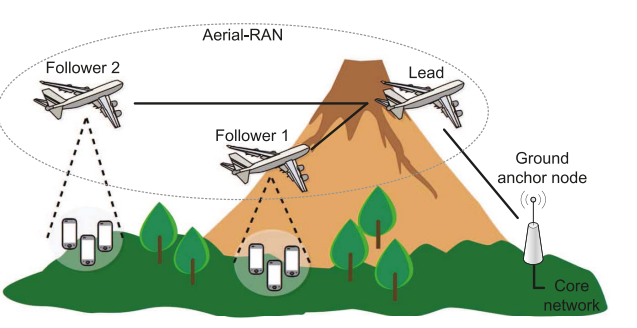 Aerial-RAN
Follower 2
Lead
Follower 1
Ground
anchor node
Core
network